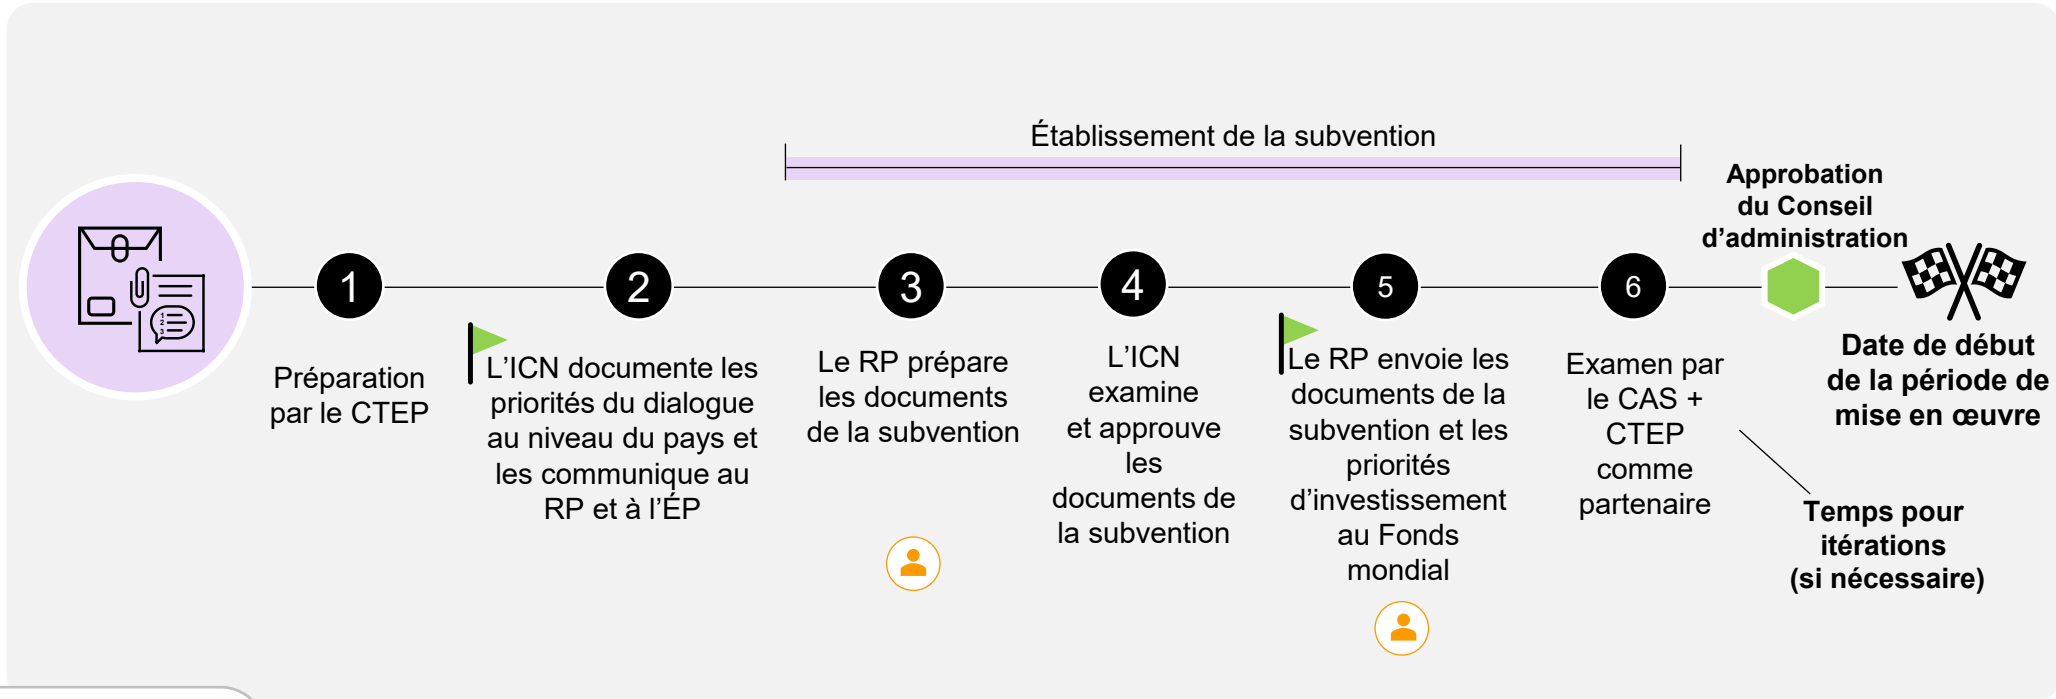 Établissement de la subvention
Approbation
du Conseil
d’administration
1
2
3
4
5
6
Préparation
par le CTEP
L’ICN documente les
priorités du dialogue
au niveau du pays et
les communique au
RP et à l’ÉP
Le RP prépare
les documents
de la subvention
L’ICN
examine
et approuve
les
documents de
la subvention
Le RP envoie les
documents de la
subvention et les
priorités
d’investissement
au Fonds
mondial
Examen par
le CAS +
CTEP
comme
partenaire
Date de début
de la période de
mise en œuvre
Temps pour
itérations
(si nécessaire)
1
2
3